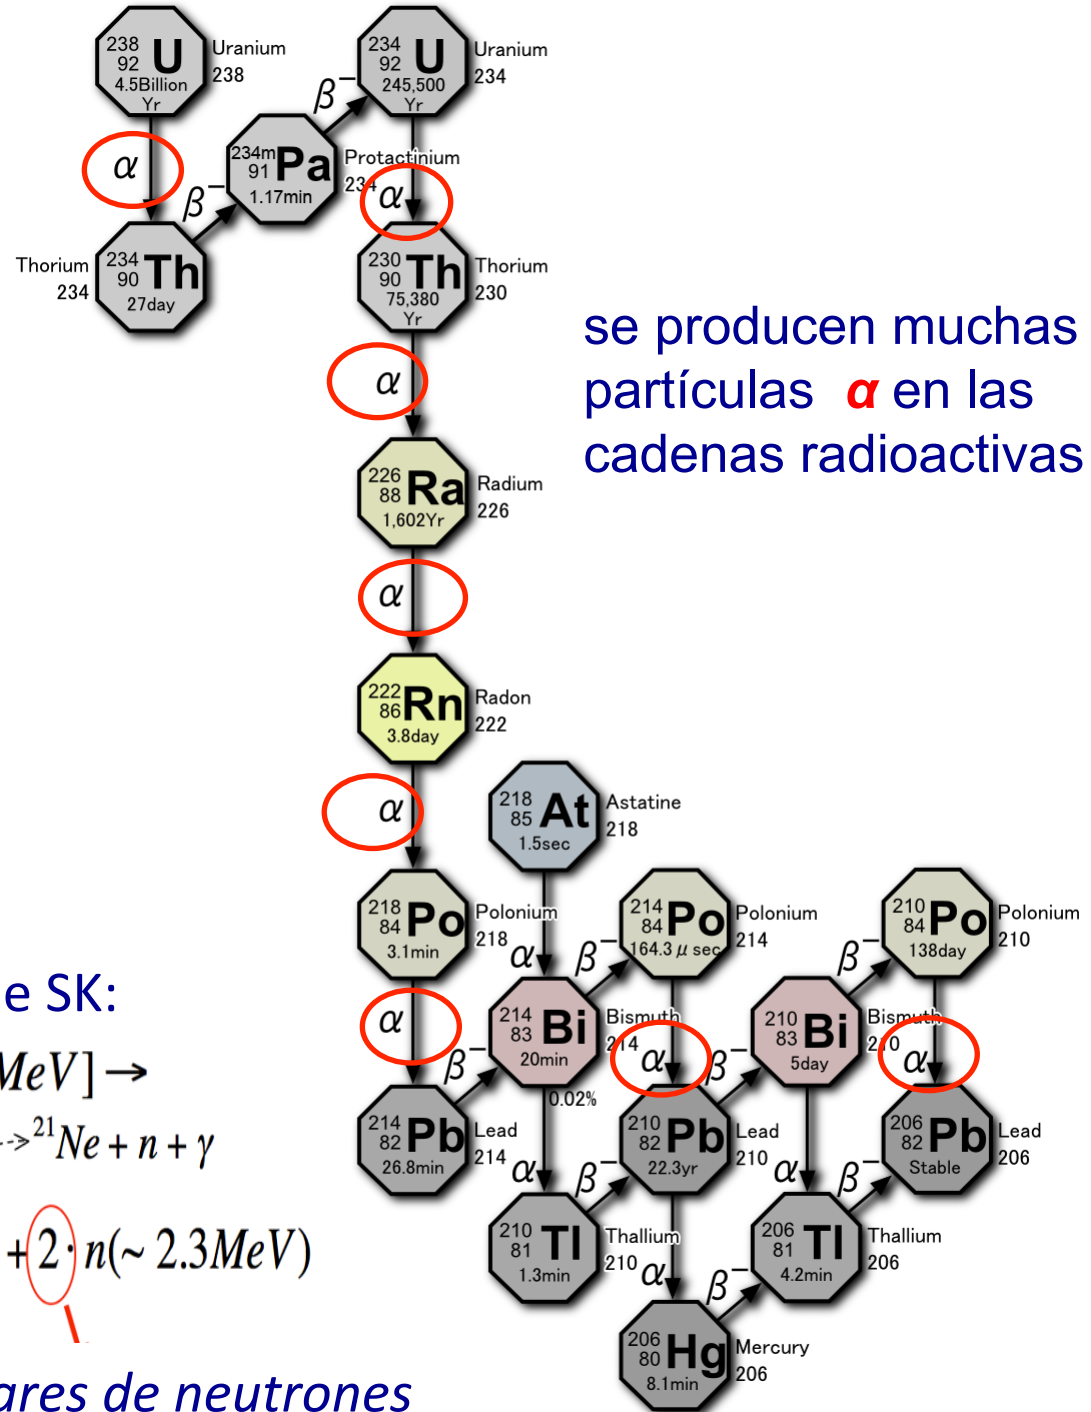 238
92 U
4.5Billion
Yr
Uranium
238
234
92 U
245,500
Yr
Uranium
234
β−
α
234m
91 Pa
1.17min
Protactinium
234
α
β−
Thorium
234
234
90 Th
27day
230
90 Th
75,380
Yr
Thorium
230
se producen muchas
partículas α en las
cadenas radioactivas
α
226
88 Ra
1,602Yr
Radium
226
α
222
86 Rn
3.8day
Radon
222
α
218
85 At
1.5sec
Astatine
218
218
84 Po
3.1min
Polonium
218
α
β−
214
84 Po
164.3 μ sec
Polonium
214
β−
210
84 Po
138day
Polonium
210
α
β−
214
83 Bi
20min
Bismuth
214
α
β−
210
83 Bi
5day
Bismuth
210
α
0.02%
214
82 Pb
26.8min
Lead
214
α
β−
210
82 Pb
22.3yr
Lead
210
α
β−
206
82 Pb
Stable
Lead
206
210
81 Tl
1.3min
Thallium
210
α
β−
206
81 Tl
4.2min
Thallium
206
206
80 Hg
8.1min
Mercury
206
e SK:
MeV] →
→ ²¹Ne + n + γ
+ 2 · n(~ 2.3MeV)
ares de neutrones